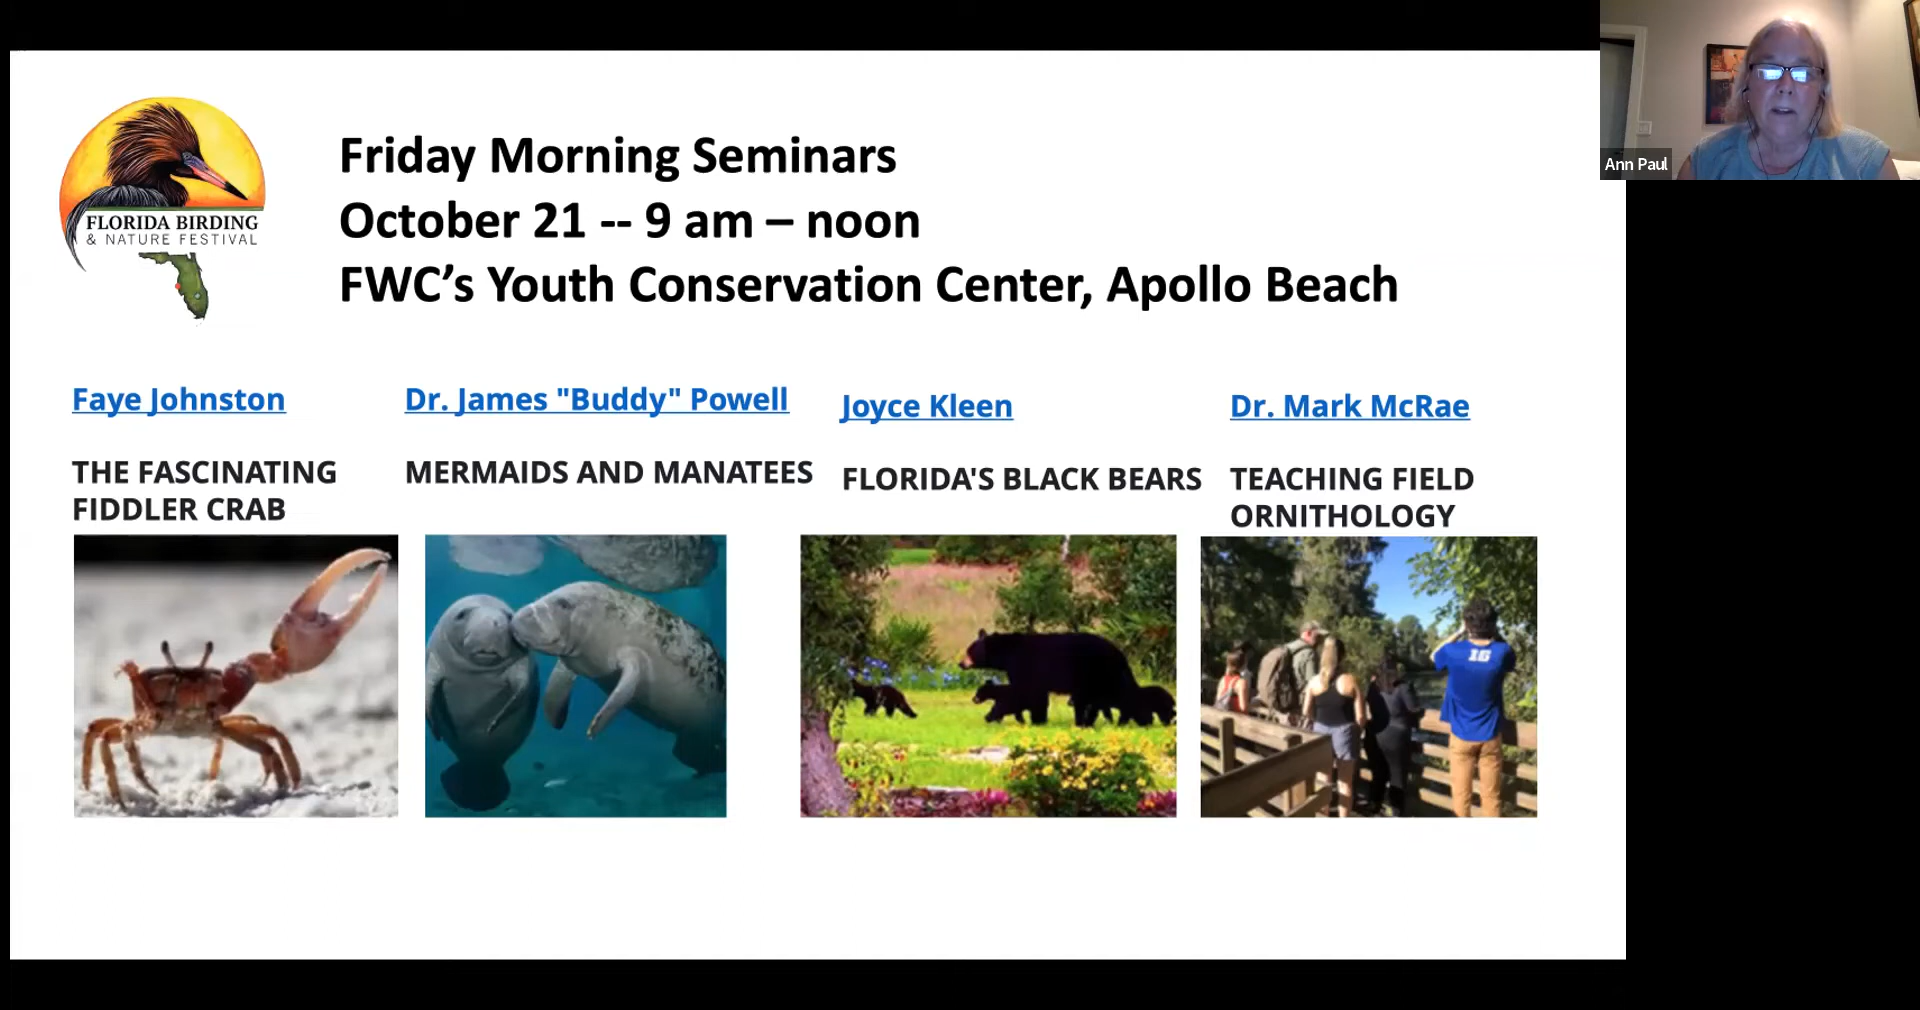 Ann Paul
FLORIDA BIRDING
& NATURE FESTIVAL
Friday Morning Seminars
October 21 -- 9 am – noon
FWC’s Youth Conservation Center, Apollo Beach
Faye Johnston
THE FASCINATING
FIDDLER CRAB
Dr. James "Buddy" Powell
MERMAIDS AND MANATEES
Joyce Kleen
FLORIDA'S BLACK BEARS
Dr. Mark McRae
TEACHING FIELD
ORNITHOLOGY
16